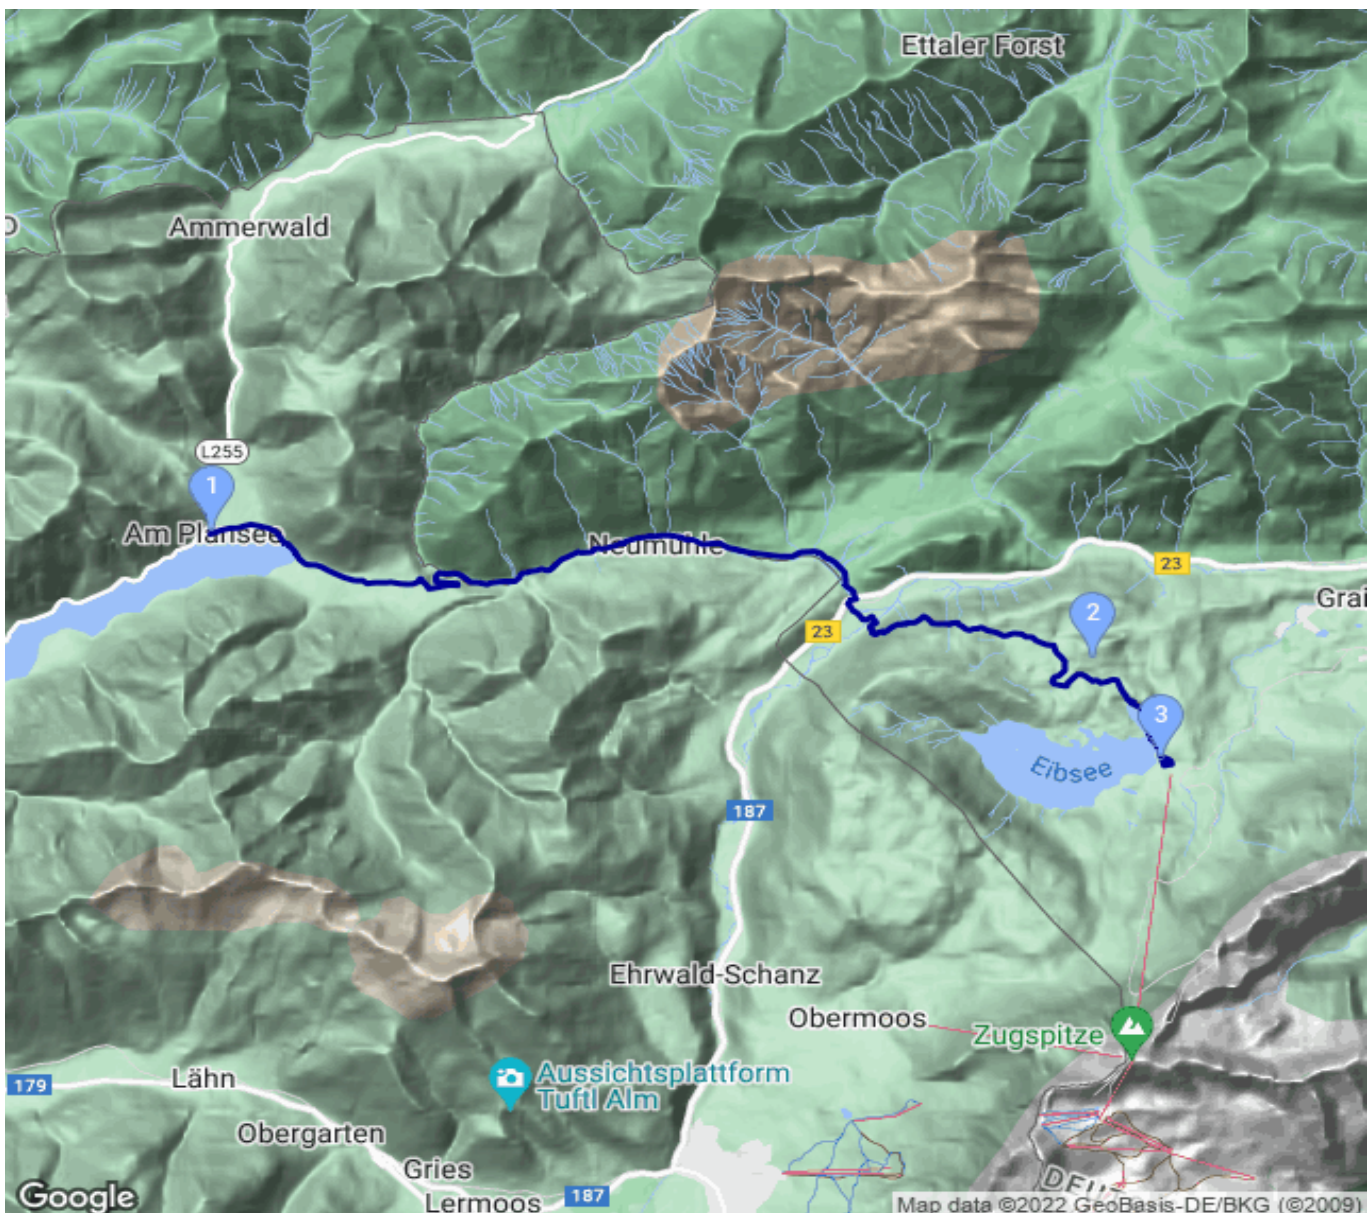 Ettaler Forst
Ammerwald
L255
1
Am Plansee
Neumühle
23
Grai
2
23
3
Eibsee
187
Ehrwald-Schanz
Obermoos
Zugspitze
179
Lähn
Aussichtsplattform
Tuftl Alm
Obergarten
Gries
Lermoos
187
Google
Map data ©2022 GeoBasis-DE/BKG (©2009)